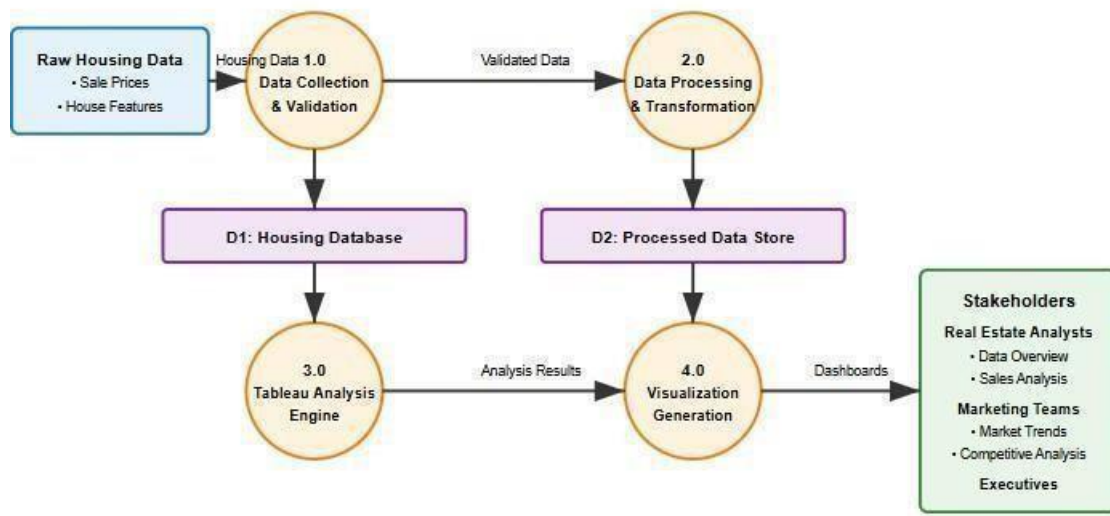 Raw Housing Data
• Sale Prices
• House Features
Housing Data
1.0
Data Collection
& Validation
Validated Data
2.0
Data Processing
& Transformation
D1: Housing Database
D2: Processed Data Store
3.0
Tableau Analysis
Engine
Analysis Results
4.0
Visualization
Generation
Dashboards
Stakeholders
Real Estate Analysts
• Data Overview
• Sales Analysis
Marketing Teams
• Market Trends
• Competitive Analysis
Executives